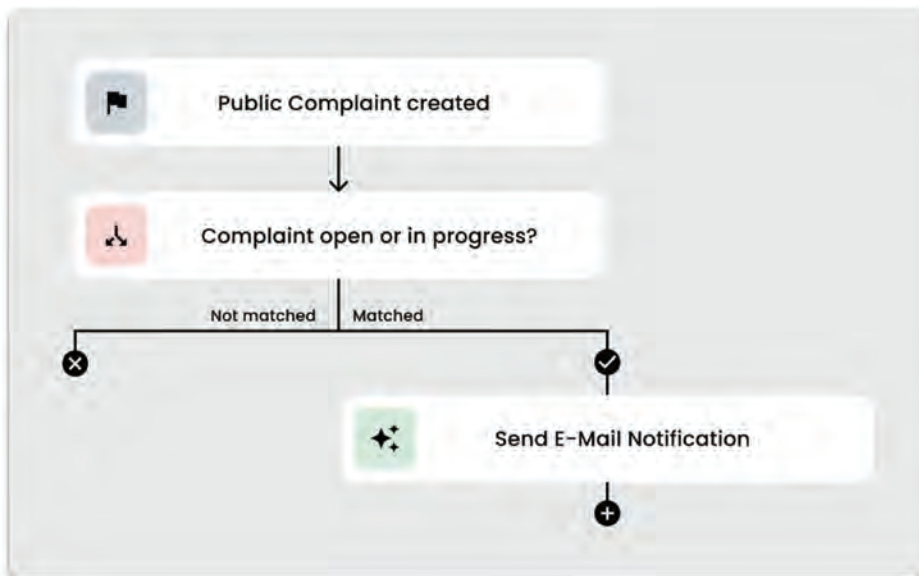 Public Complaint created
Complaint open or in progress?
Not matched
Matched
Send E-Mail Notification